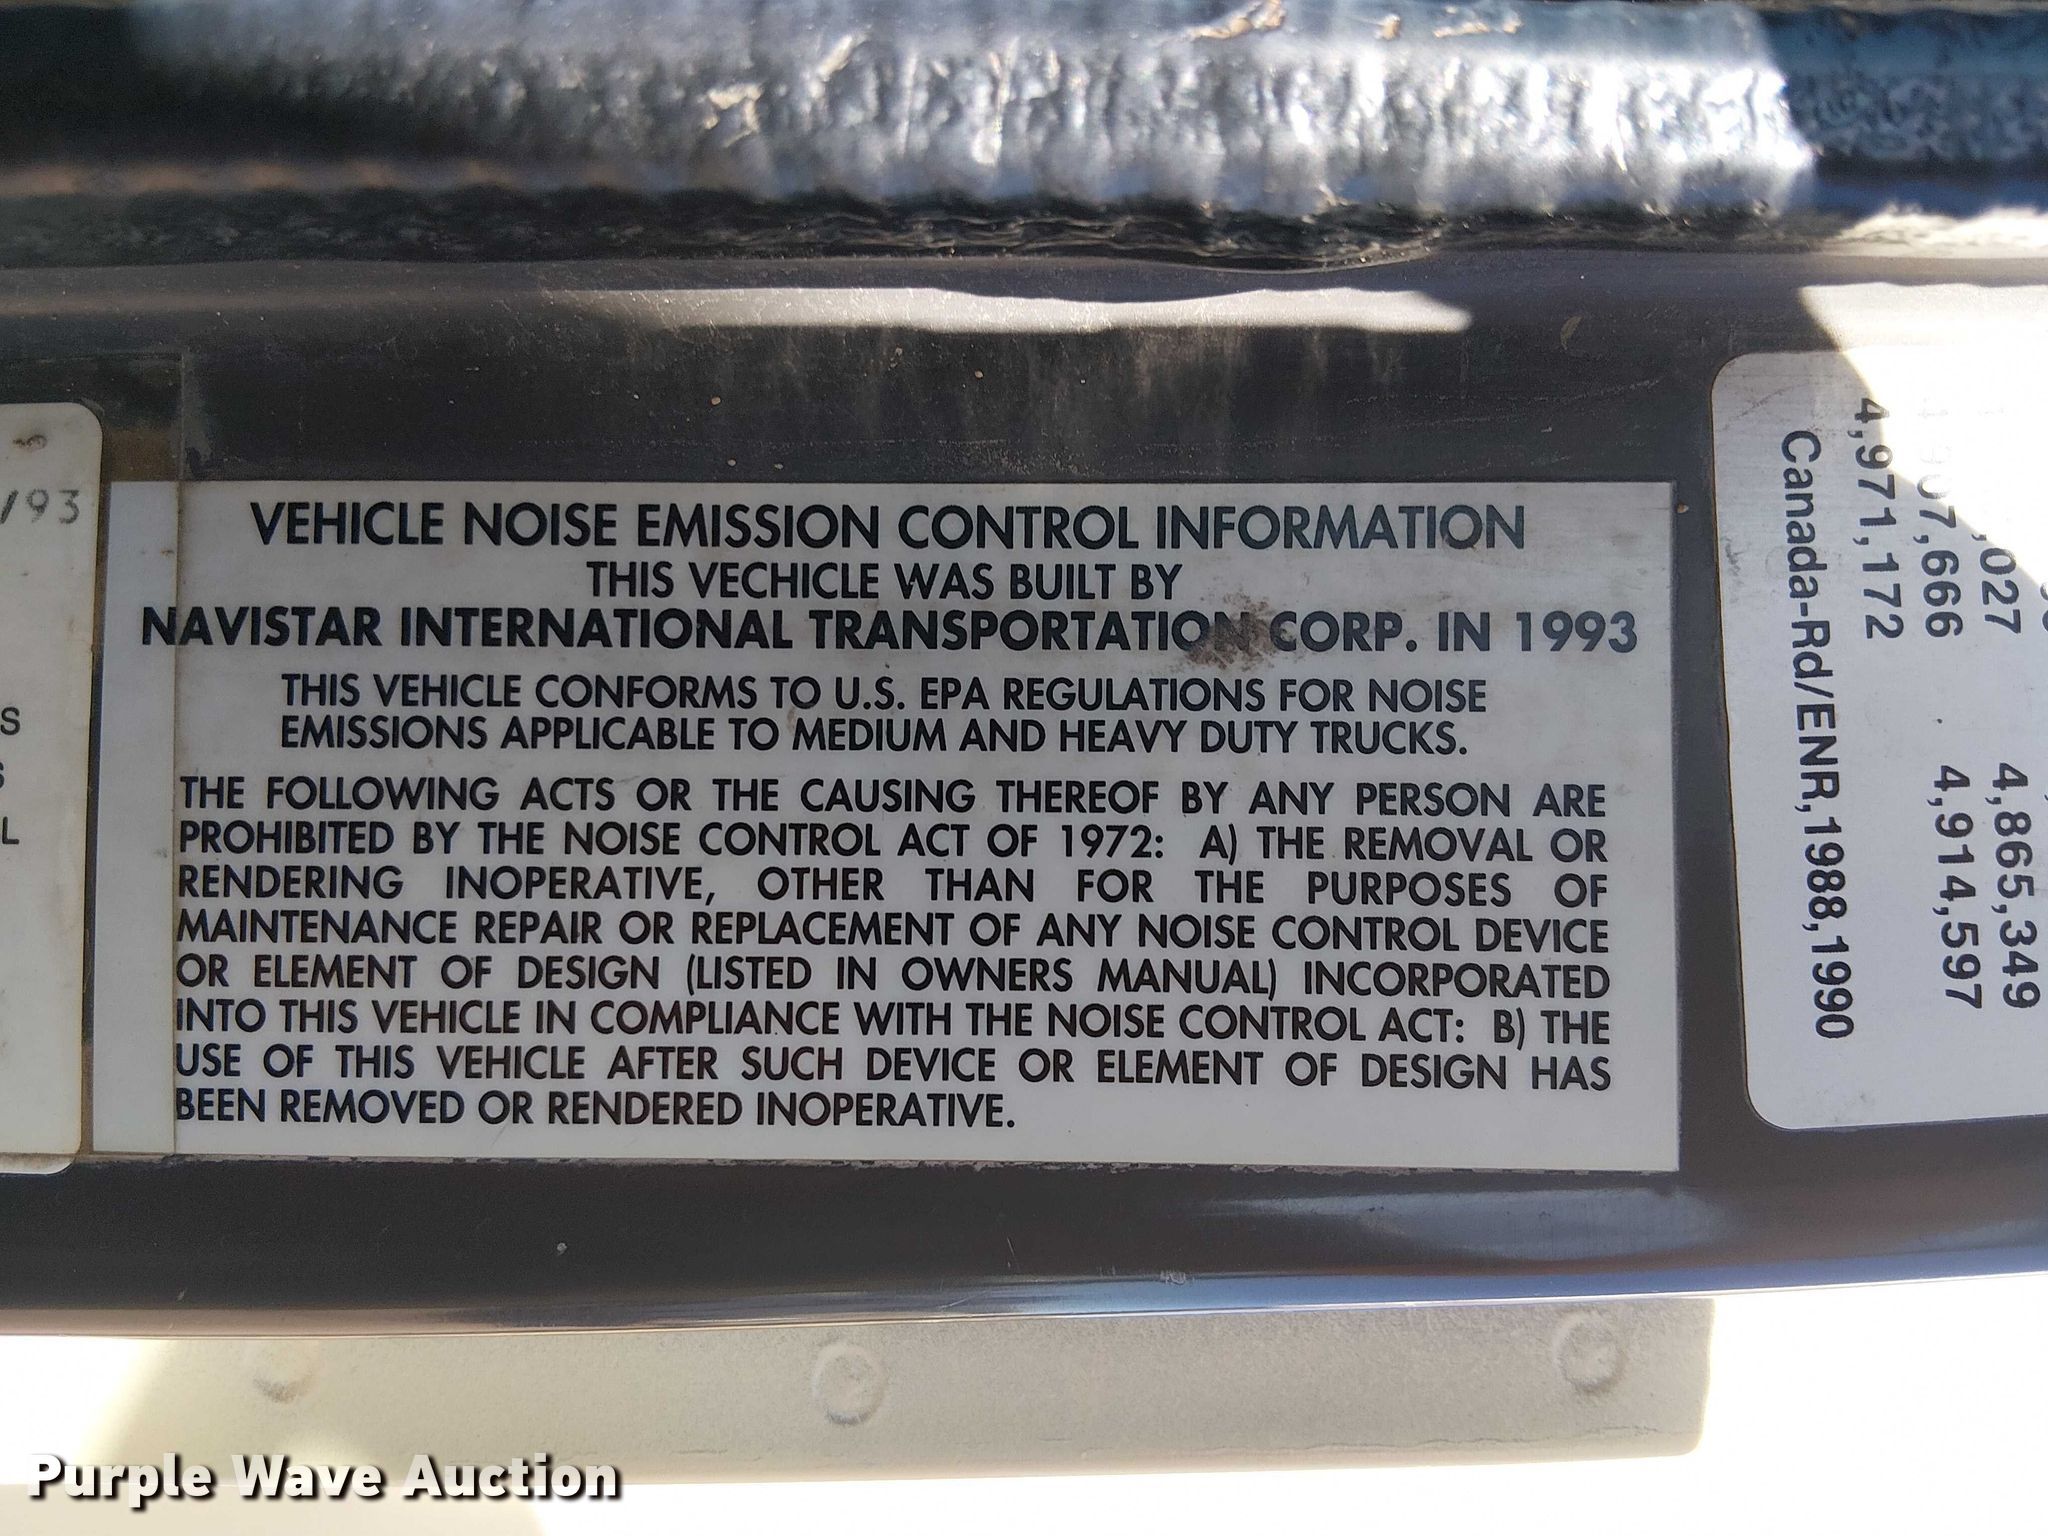 /93
S
S
L
VEHICLE NOISE EMISSION CONTROL INFORMATION
THIS VECHICLE WAS BUILT BY
NAVISTAR INTERNATIONAL TRANSPORTATION CORP. IN 1993
THIS VEHICLE CONFORMS TO U.S. EPA REGULATIONS FOR NOISE
EMISSIONS APPLICABLE TO MEDIUM AND HEAVY DUTY TRUCKS.
THE FOLLOWING ACTS OR THE CAUSING THEREOF BY ANY PERSON ARE
PROHIBITED BY THE NOISE CONTROL ACT OF 1972: A) THE REMOVAL OR
RENDERING INOPERATIVE, OTHER THAN FOR THE PURPOSES OF
MAINTENANCE REPAIR OR REPLACEMENT OF ANY NOISE CONTROL DEVICE
OR ELEMENT OF DESIGN (LISTED IN OWNERS MANUAL) INCORPORATED
INTO THIS VEHICLE IN COMPLIANCE WITH THE NOISE CONTROL ACT: B) THE
USE OF THIS VEHICLE AFTER SUCH DEVICE OR ELEMENT OF DESIGN HAS
BEEN REMOVED OR RENDERED INOPERATIVE.
,027 4,865,349
4,907,666 4,914,597
4,971,172
Canada-Rd/ENR,1988,1990
Purple Wave Auction